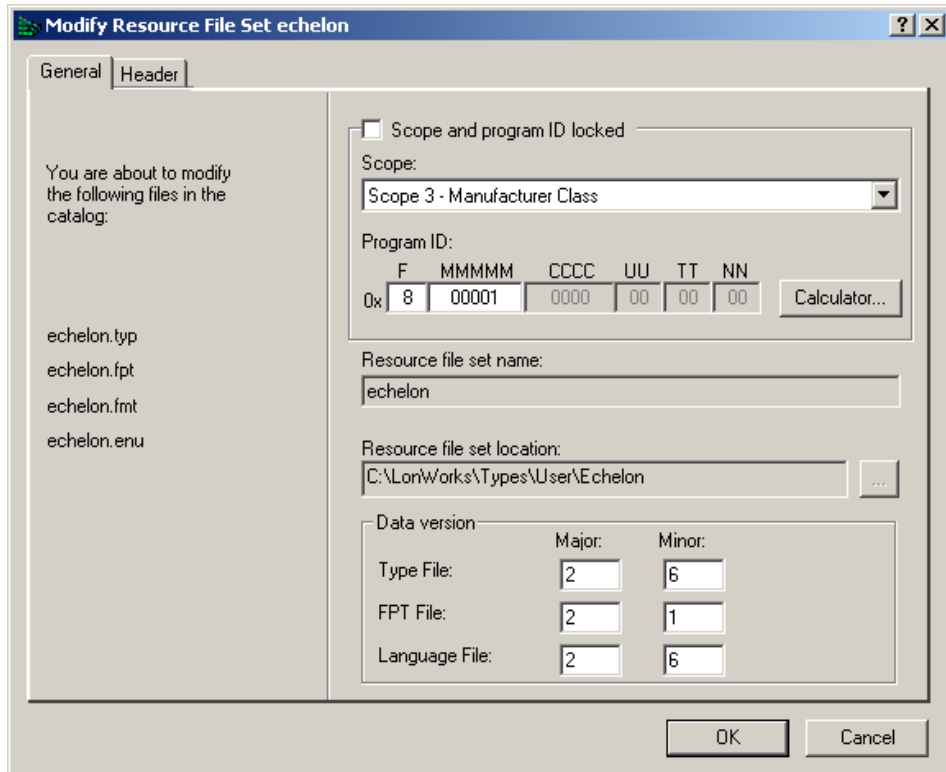 Modify Resource File Set echelon
General Header
You are about to modify
the following files in the
catalog:
echelon.typ
echelon.fpt
echelon.fmt
echelon.enu
Scope and program ID locked
Scope:
Scope 3 - Manufacturer Class
Program ID:
F MMMMM CCCC UU TT NN
0x 8 00001 0000 00 00 00 Calculator...
Resource file set name:
echelon
Resource file set location:
C:\LonWorks\Types\User\Echelon ...
Data version
Major: Minor:
Type File: 2 6
FPT File: 2 1
Language File: 2 6
OK Cancel